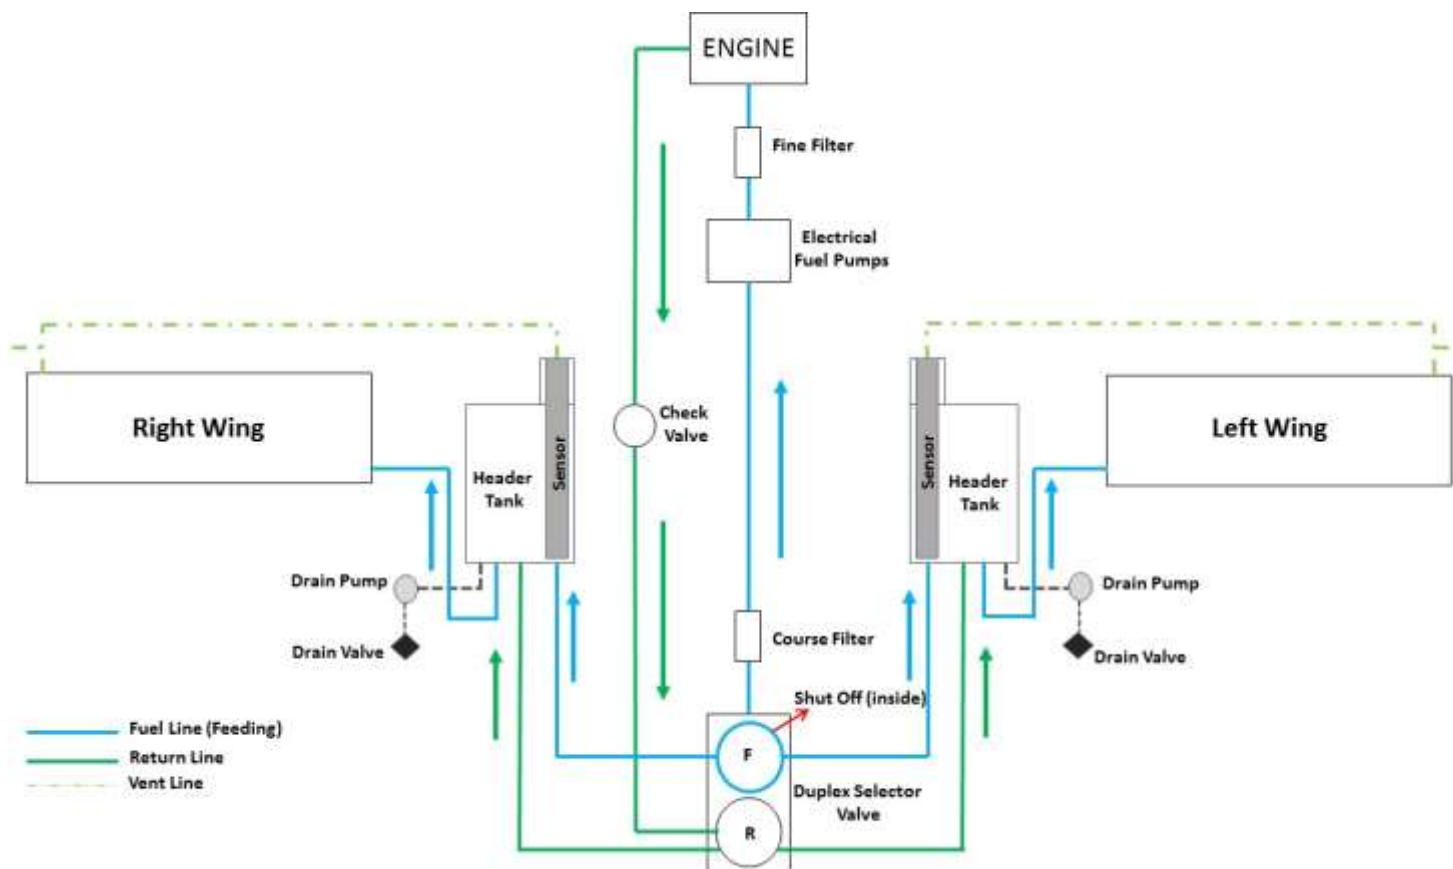 ENGINE
Fine Filter
Electrical
Fuel Pumps
Right Wing
Header
Tank
Sensor
Check
Valve
Sensor
Header
Tank
Left Wing
Drain Pump
Drain Valve
Course Filter
Drain Pump
Drain Valve
Shut Off (inside)
F
Duplex Selector
Valve
R
Fuel Line (Feeding)
Return Line
Vent Line